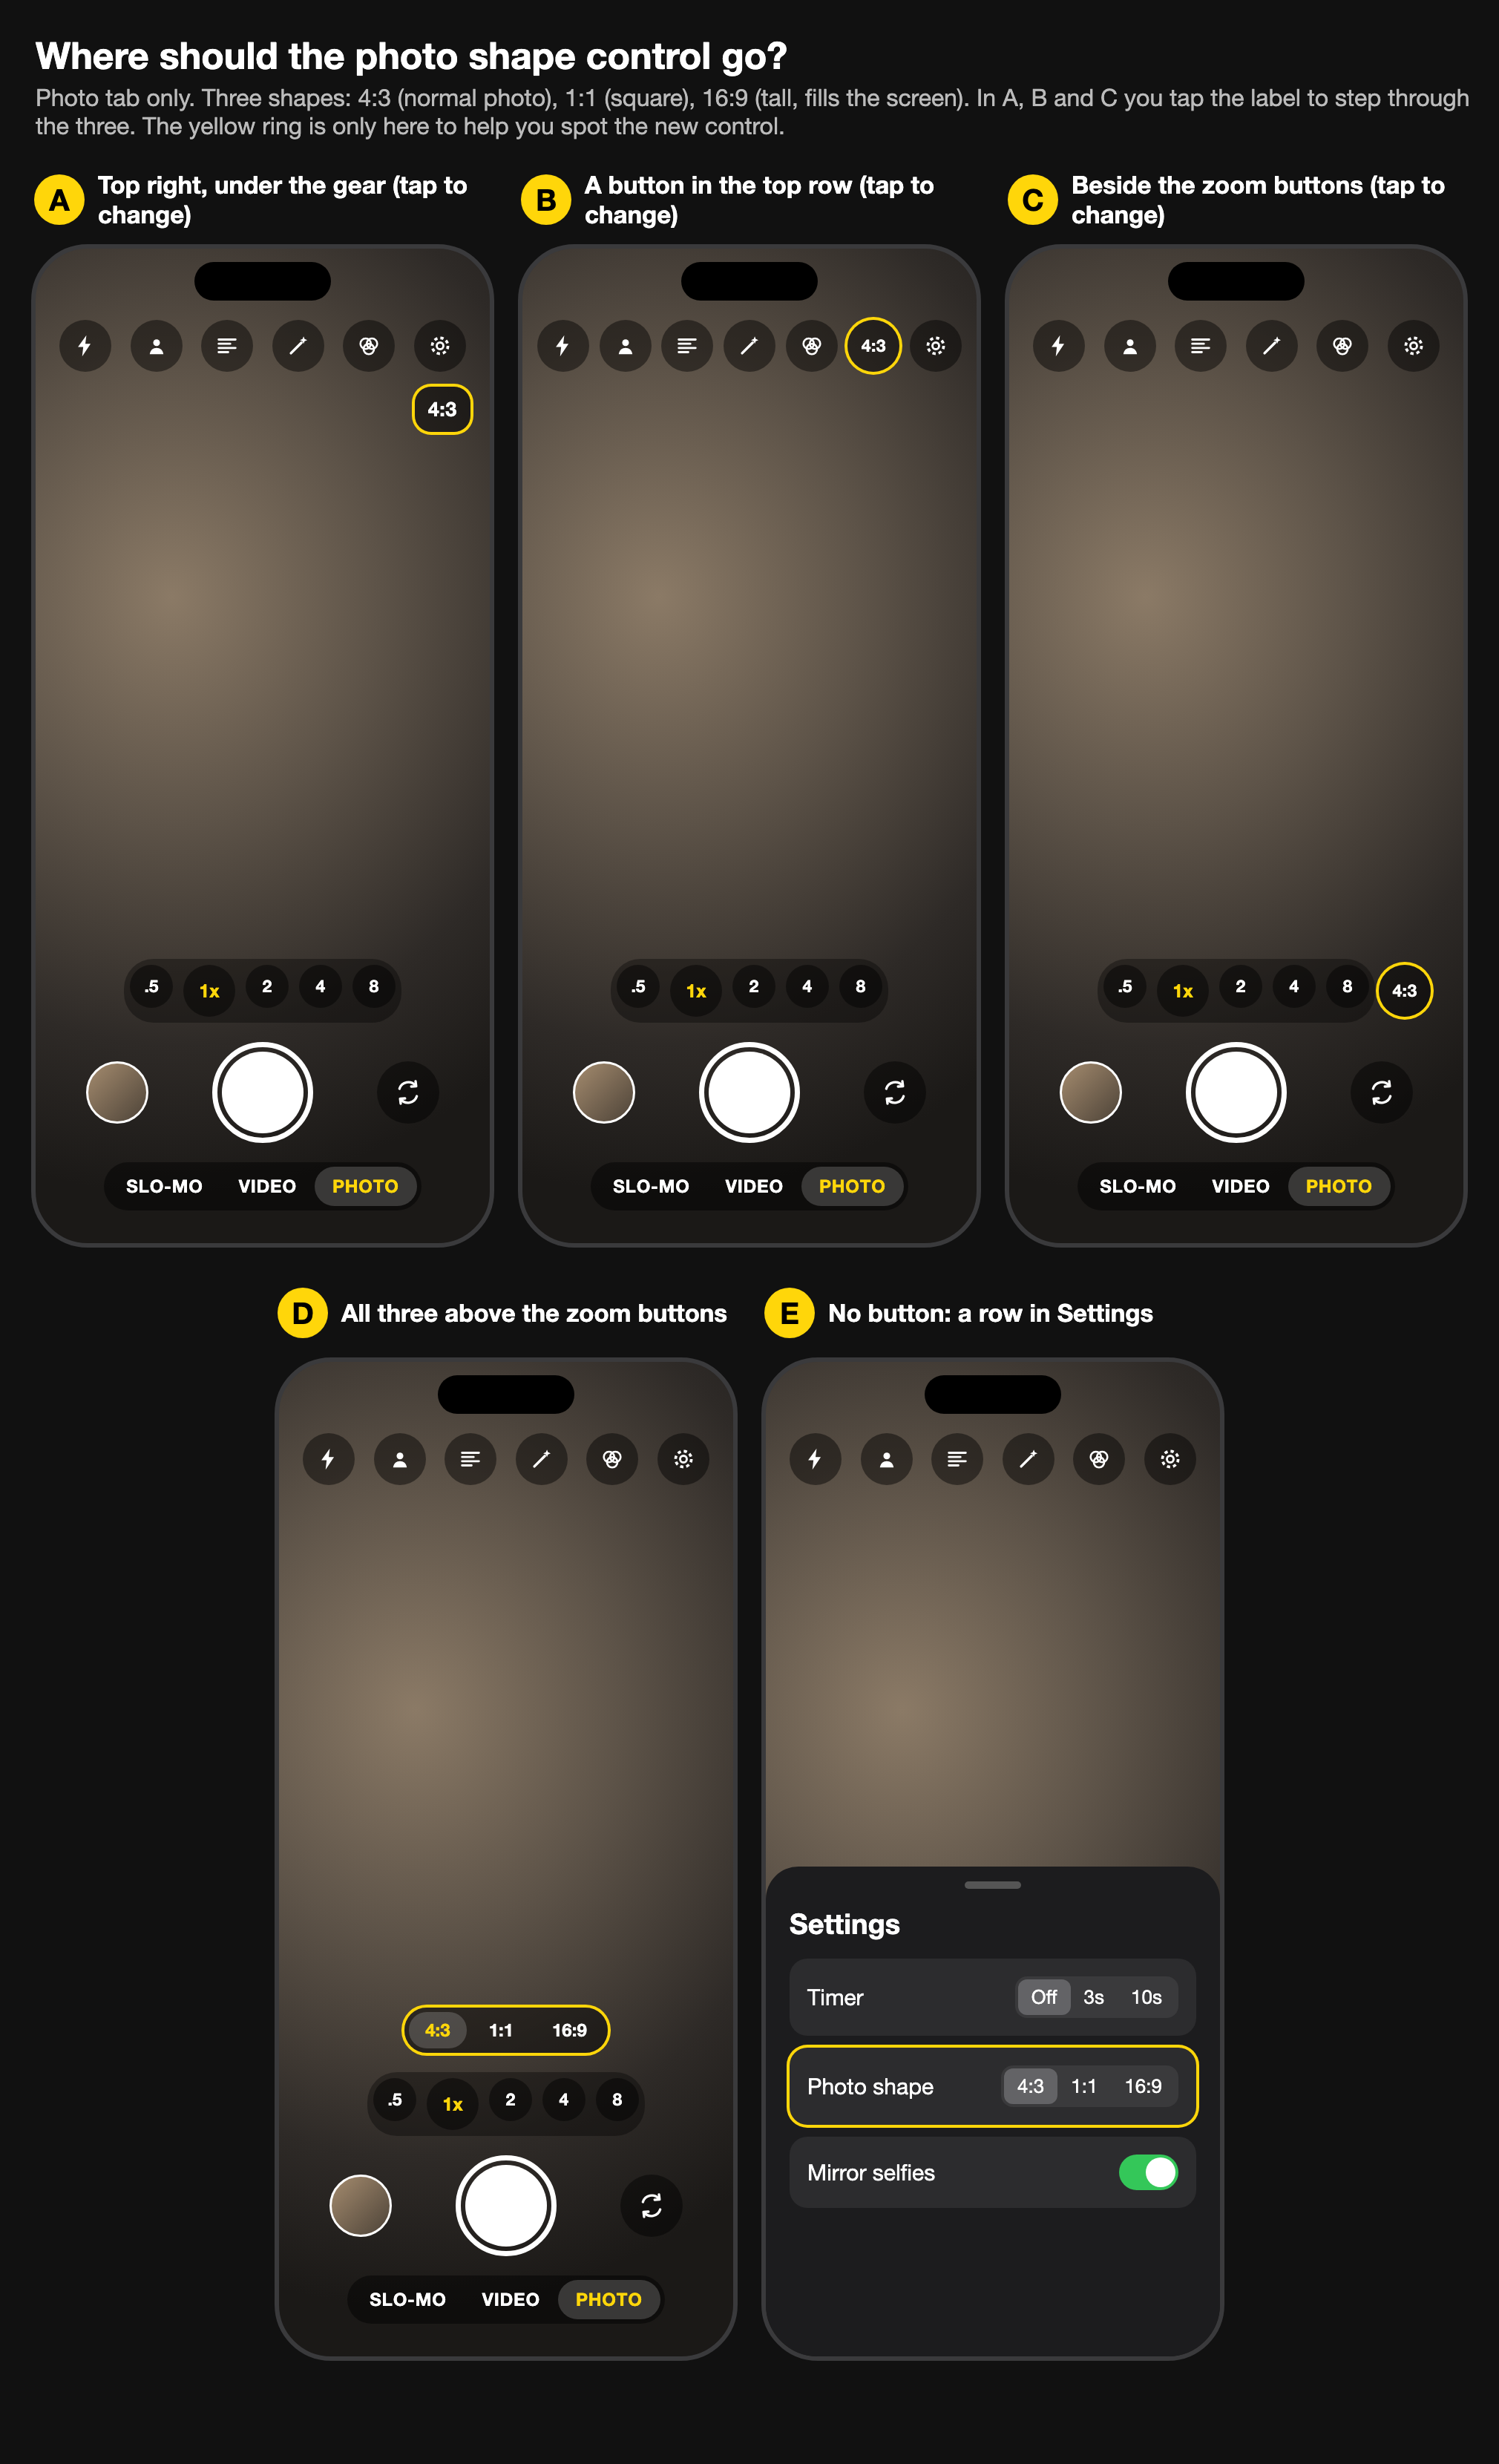 Where should the photo shape control go?
Photo tab only. Three shapes: 4:3 (normal photo), 1:1 (square), 16:9 (tall, fills the screen). In A, B and C you tap the label to step through
the three. The yellow ring is only here to help you spot the new control.
A
Top right, under the gear (tap to
change)
B
A button in the top row (tap to
change)
C
Beside the zoom buttons (tap to
change)
4:3
.5 1x 2 4 8
SLO-MO VIDEO PHOTO
4:3
.5 1x 2 4 8
SLO-MO VIDEO PHOTO
.5 1x 2 4 8 4:3
SLO-MO VIDEO PHOTO
D
All three above the zoom buttons
E
No button: a row in Settings
4:3 1:1 16:9
.5 1x 2 4 8
SLO-MO VIDEO PHOTO
Settings
Timer Off 3s 10s
Photo shape 4:3 1:1 16:9
Mirror selfies